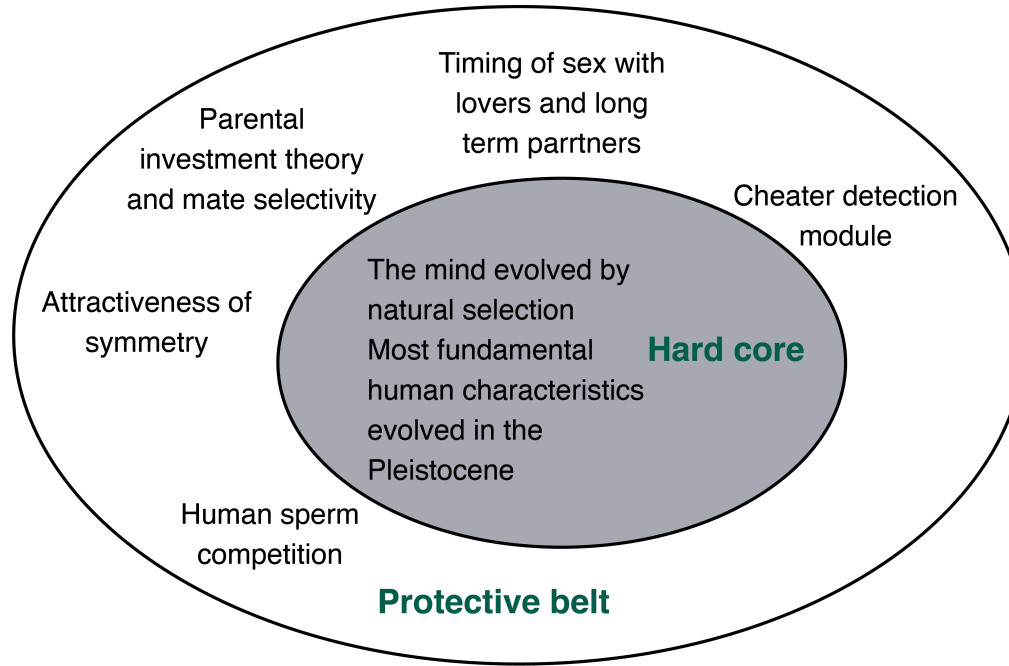 Timing of sex with
lovers and long
term parrtners
Parental
investment theory
and mate selectivity
Cheater detection
module
Attractiveness of
symmetry
The mind evolved by
natural selection
Most fundamental
human characteristics
evolved in the
Pleistocene
Hard core
Human sperm
competition
Protective belt